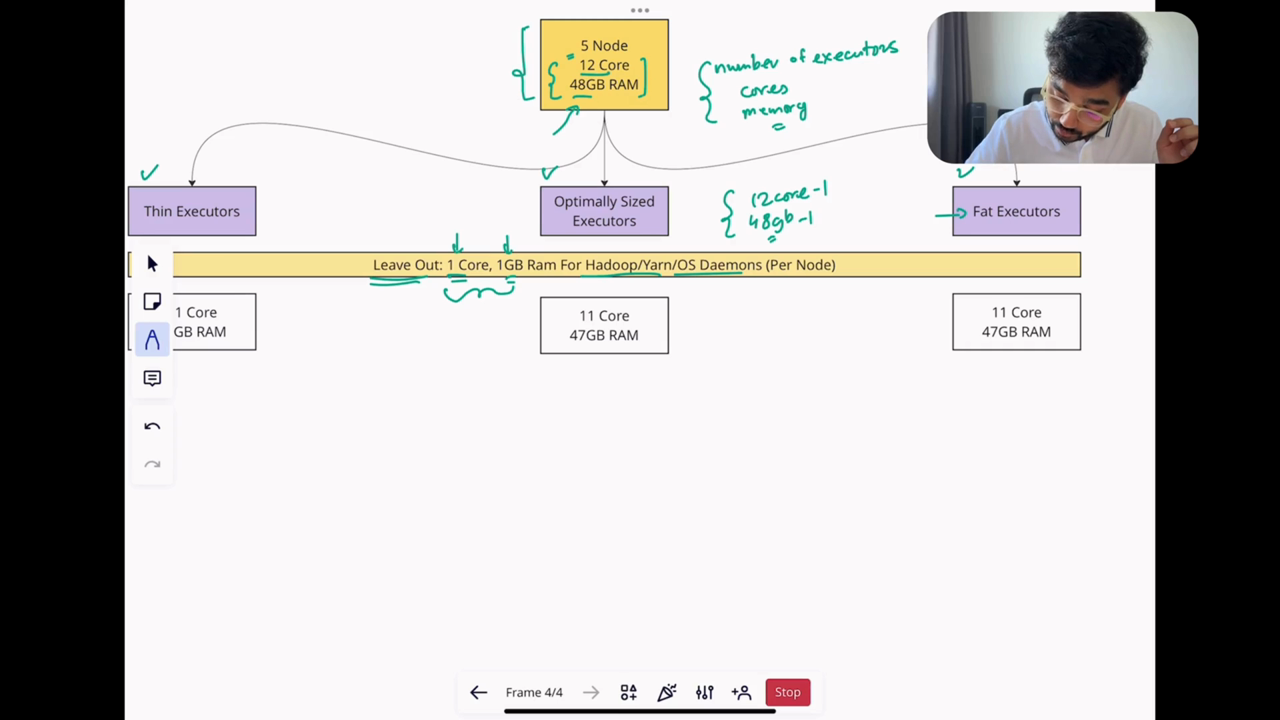 5 Node
12 Core
48GB RAM
number of executors
cores
memory
Thin Executors
Optimally Sized
Executors
12core-1
48gb-1
Fat Executors
Leave Out: 1 Core, 1GB Ram For Hadoop/Yarn/OS Daemons (Per Node)
1 Core
GB RAM
11 Core
47GB RAM
11 Core
47GB RAM
Frame 4/4
Stop